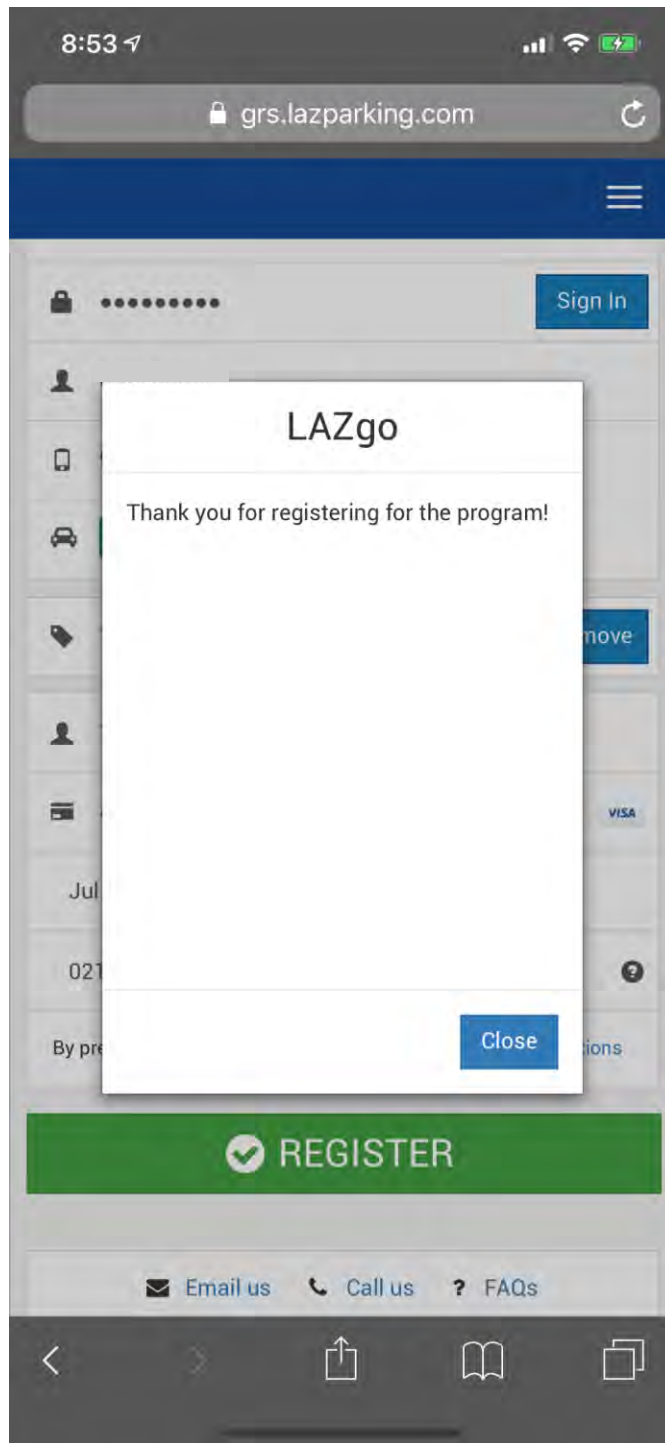 8:53
grs.lazparking.com
•••••••••
Sign In
LAZgo
Thank you for registering for the program!
move
VISA
Jul
021
By pre
Close
ions
REGISTER
Email us Call us ? FAQs